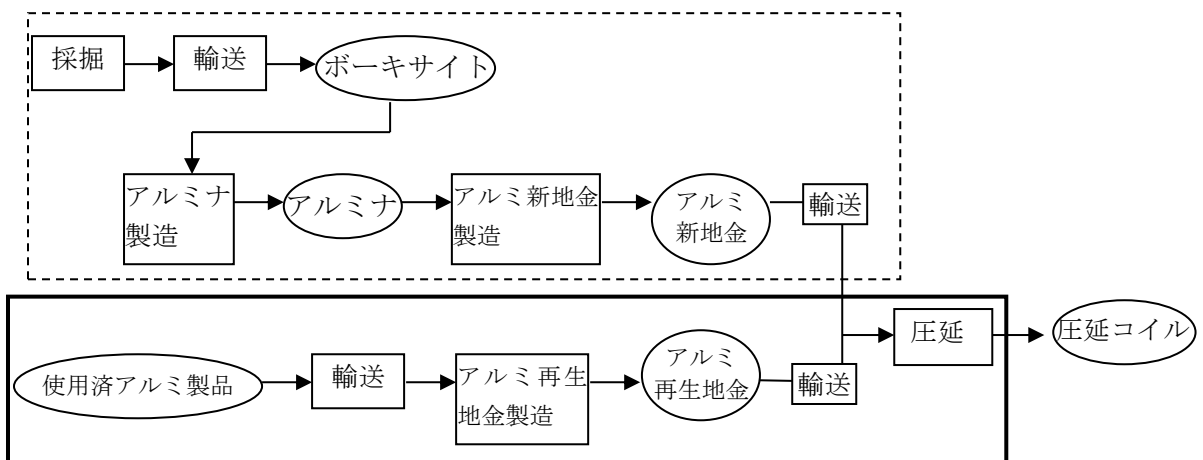 採掘
輸送
ボーキサイト
アルミナ
製造
アルミナ
アルミ新地金
製造
アルミ
新地金
輸送
使用済アルミ製品
輸送
アルミ再生
地金製造
アルミ
再生地金
輸送
圧延
圧延コイル